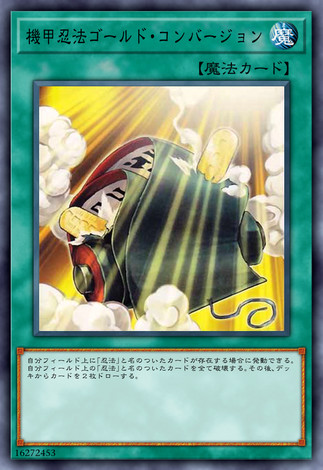 機甲忍法ゴールド・コンバージョン
魔
【魔法カード】
自分フィールド上に「忍法」と名のついたカードが存在する場合に発動できる。
自分フィールド上の「忍法」と名のついたカードを全て破壊する。その後、デッ
キからカードを２枚ドローする。
16272453